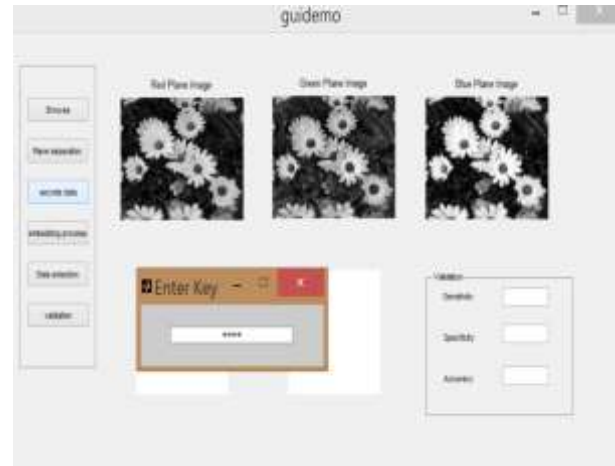 guidemo
Red Plane Image
Green Plane Image
Blue Plane Image
Browse
Plane separation
encrote data
embedding process
Data extraction
validation
Enter Key
****
Validation
Sensitivity
Specificity
Accuracy